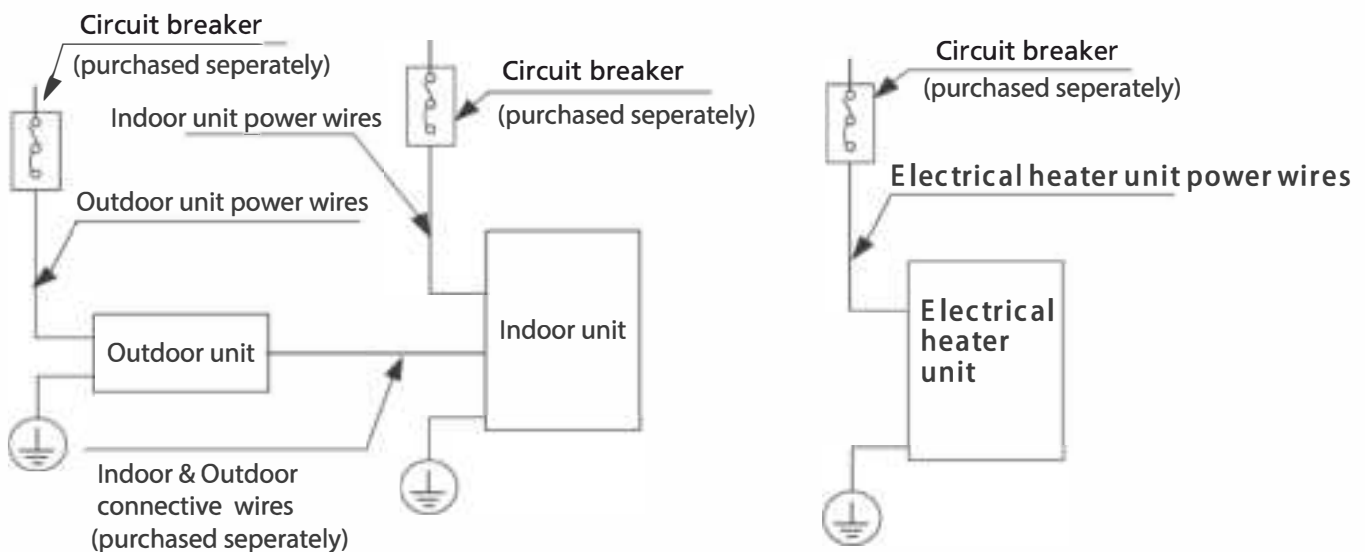 Circuit breaker
(purchased seperately)
Circuit breaker
(purchased seperately)
Indoor unit power wires
Outdoor unit power wires
Outdoor unit
Indoor unit
Indoor & Outdoor
connective wires
(purchased seperately)
Circuit breaker
(purchased seperately)
Electrical heater unit power wires
Electrical
heater
unit